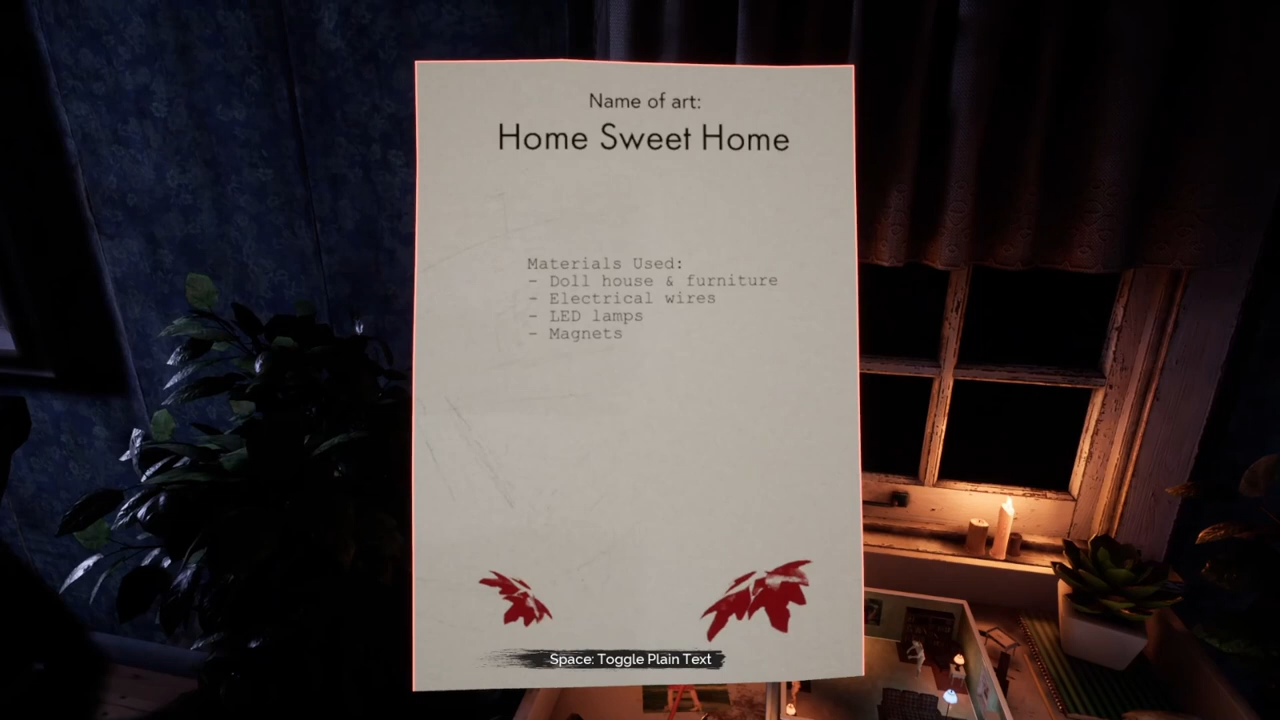 Name of art:
Home Sweet Home
Materials Used:
- Doll house & furniture
- Electrical wires
- LED lamps
- Magnets
Space: Toggle Plain Text